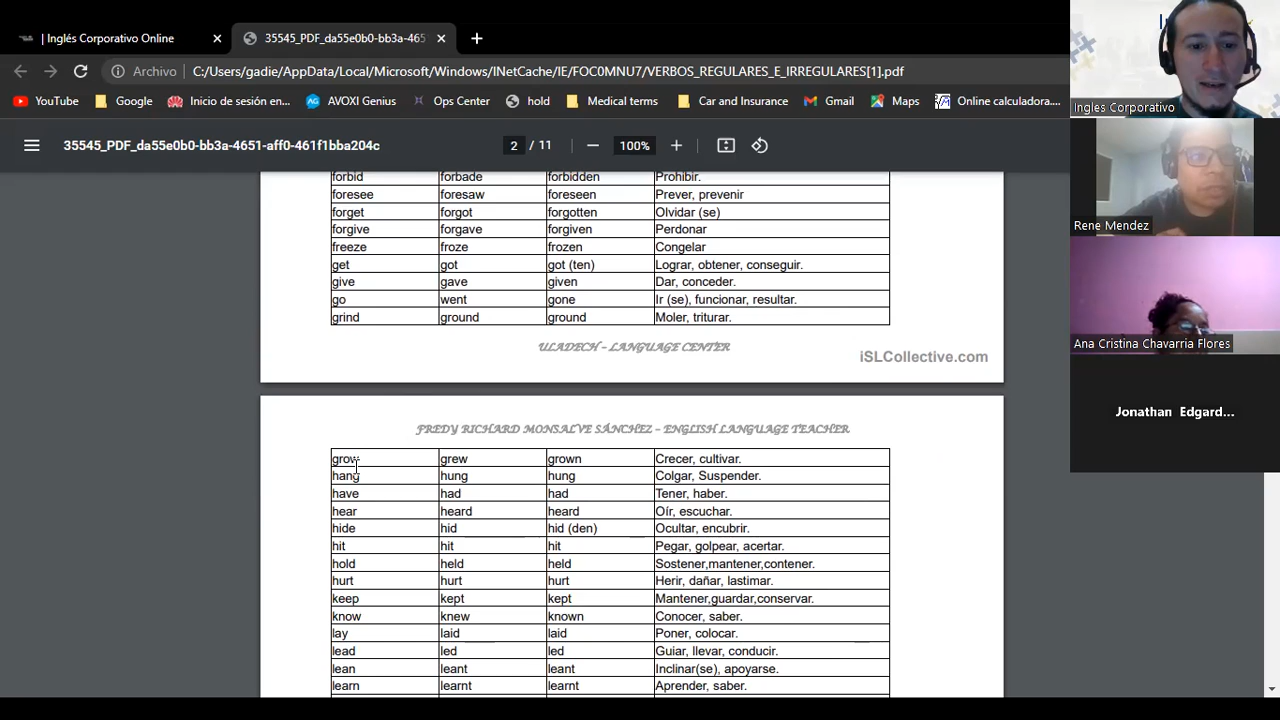 | Inglés Corporativo Online
35545_PDF_da55e0b0-bb3a-465
Archivo
C:/Users/gadie/AppData/Local/Microsoft/Windows/INetCache/IE/FOC0MNU7/VERBOS_REGULARES_E_IRREGULARES[1].pdf
YouTube Google Inicio de sesión en... AVOXI Genius Ops Center hold Medical terms Car and Insurance Gmail Maps Online calculadora...
35545_PDF_da55e0b0-bb3a-4651-aff0-461f1bba204c
2 / 11
100%
forbid forbade forbidden Prohibir.
foresee foresaw foreseen Prever, prevenir
forget forgot forgotten Olvidar (se)
forgive forgave forgiven Perdonar
freeze froze frozen Congelar
get got got (ten) Lograr, obtener, conseguir.
give gave given Dar, conceder.
go went gone Ir (se), funcionar, resultar.
grind ground ground Moler, triturar.
ULADECH - LANGUAGE CENTER
iSLCollective.com
FREDY RICHARD MONSALVE SÁNCHEZ - ENGLISH LANGUAGE TEACHER
grow grew grown Crecer, cultivar.
hang hung hung Colgar, Suspender.
have had had Tener, haber.
hear heard heard Oír, escuchar.
hide hid hid (den) Ocultar, encubrir.
hit hit hit Pegar, golpear, acertar.
hold held held Sostener,mantener,contener.
hurt hurt hurt Herir, dañar, lastimar.
keep kept kept Mantener,guardar,conservar.
know knew known Conocer, saber.
lay laid laid Poner, colocar.
lead led led Guiar, llevar, conducir.
lean leant leant Inclinar(se), apoyarse.
learn learnt learnt Aprender, saber.
Ingles Corporativo
Rene Mendez
Ana Cristina Chavarria Flores
Jonathan Edgard...